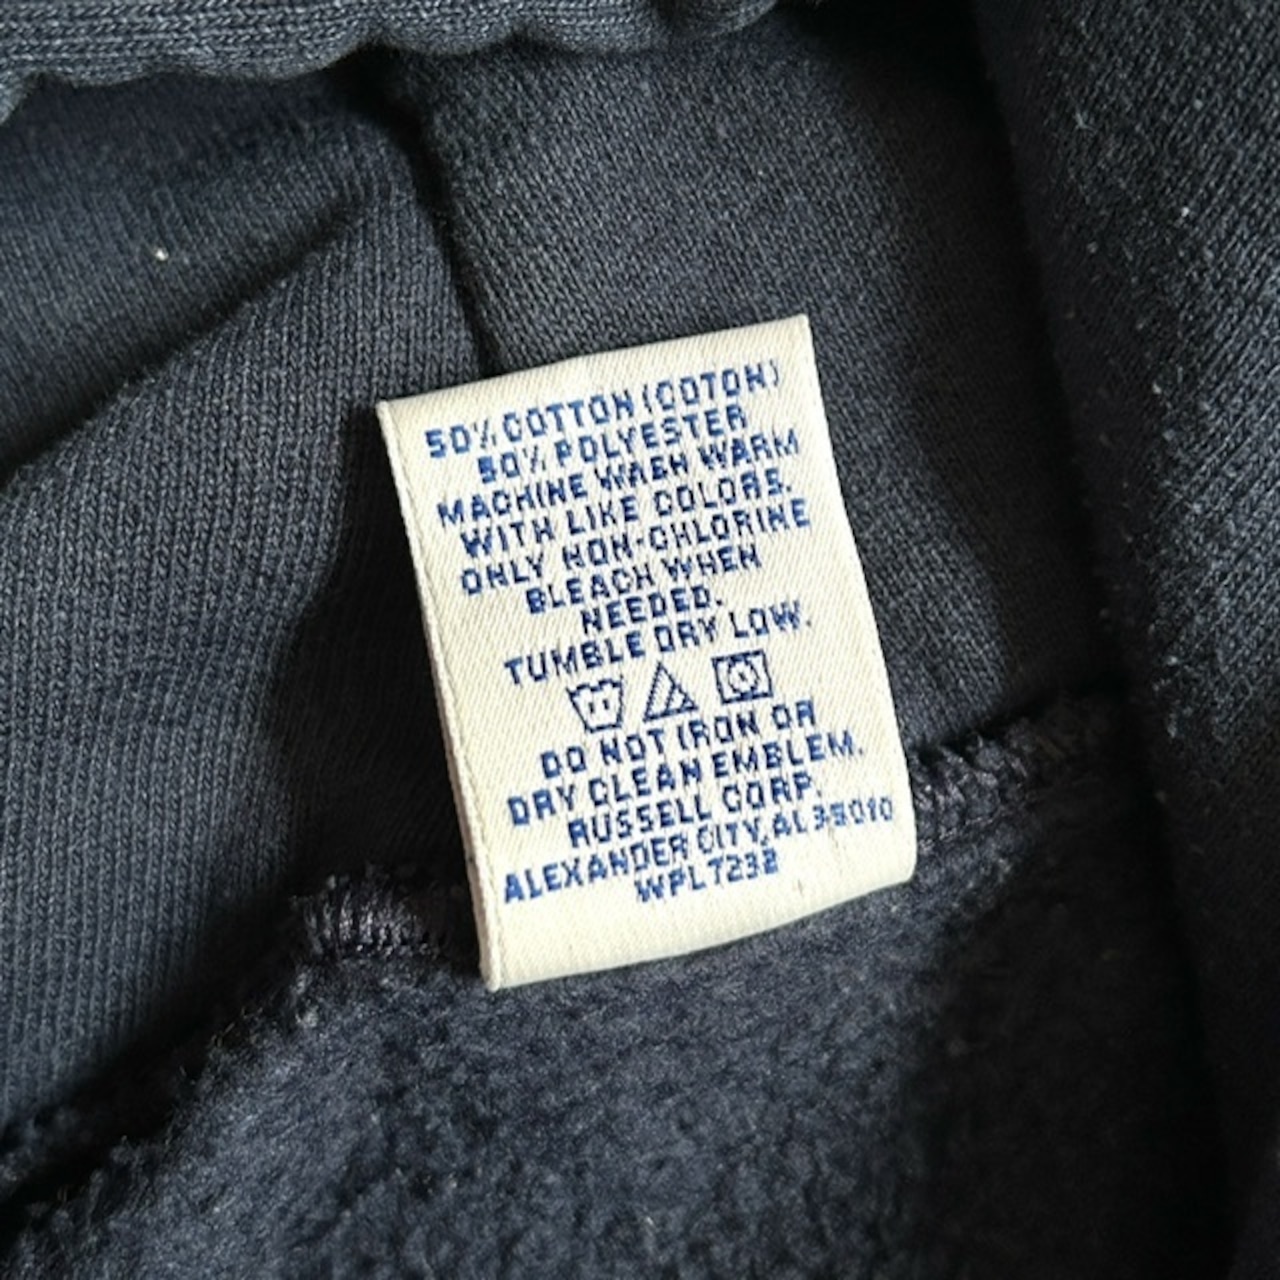 50% COTTON (COTON)
50% POLYESTER
MACHINE WASH WARM
WITH LIKE COLORS.
ONLY NON-CHLORINE
BLEACH WHEN
NEEDED.
TUMBLE DRY LOW.
DO NOT IRON OR
DRY CLEAN EMBLEM.
RUSSELL CORP.
ALEXANDER CITY, AL 35010
WPL 7232